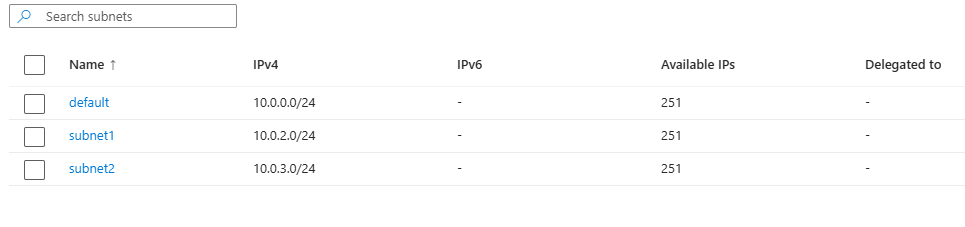 Search subnets
Name ↑ IPv4 IPv6 Available IPs Delegated to
default 10.0.0.0/24 - 251 -
subnet1 10.0.2.0/24 - 251 -
subnet2 10.0.3.0/24 - 251 -